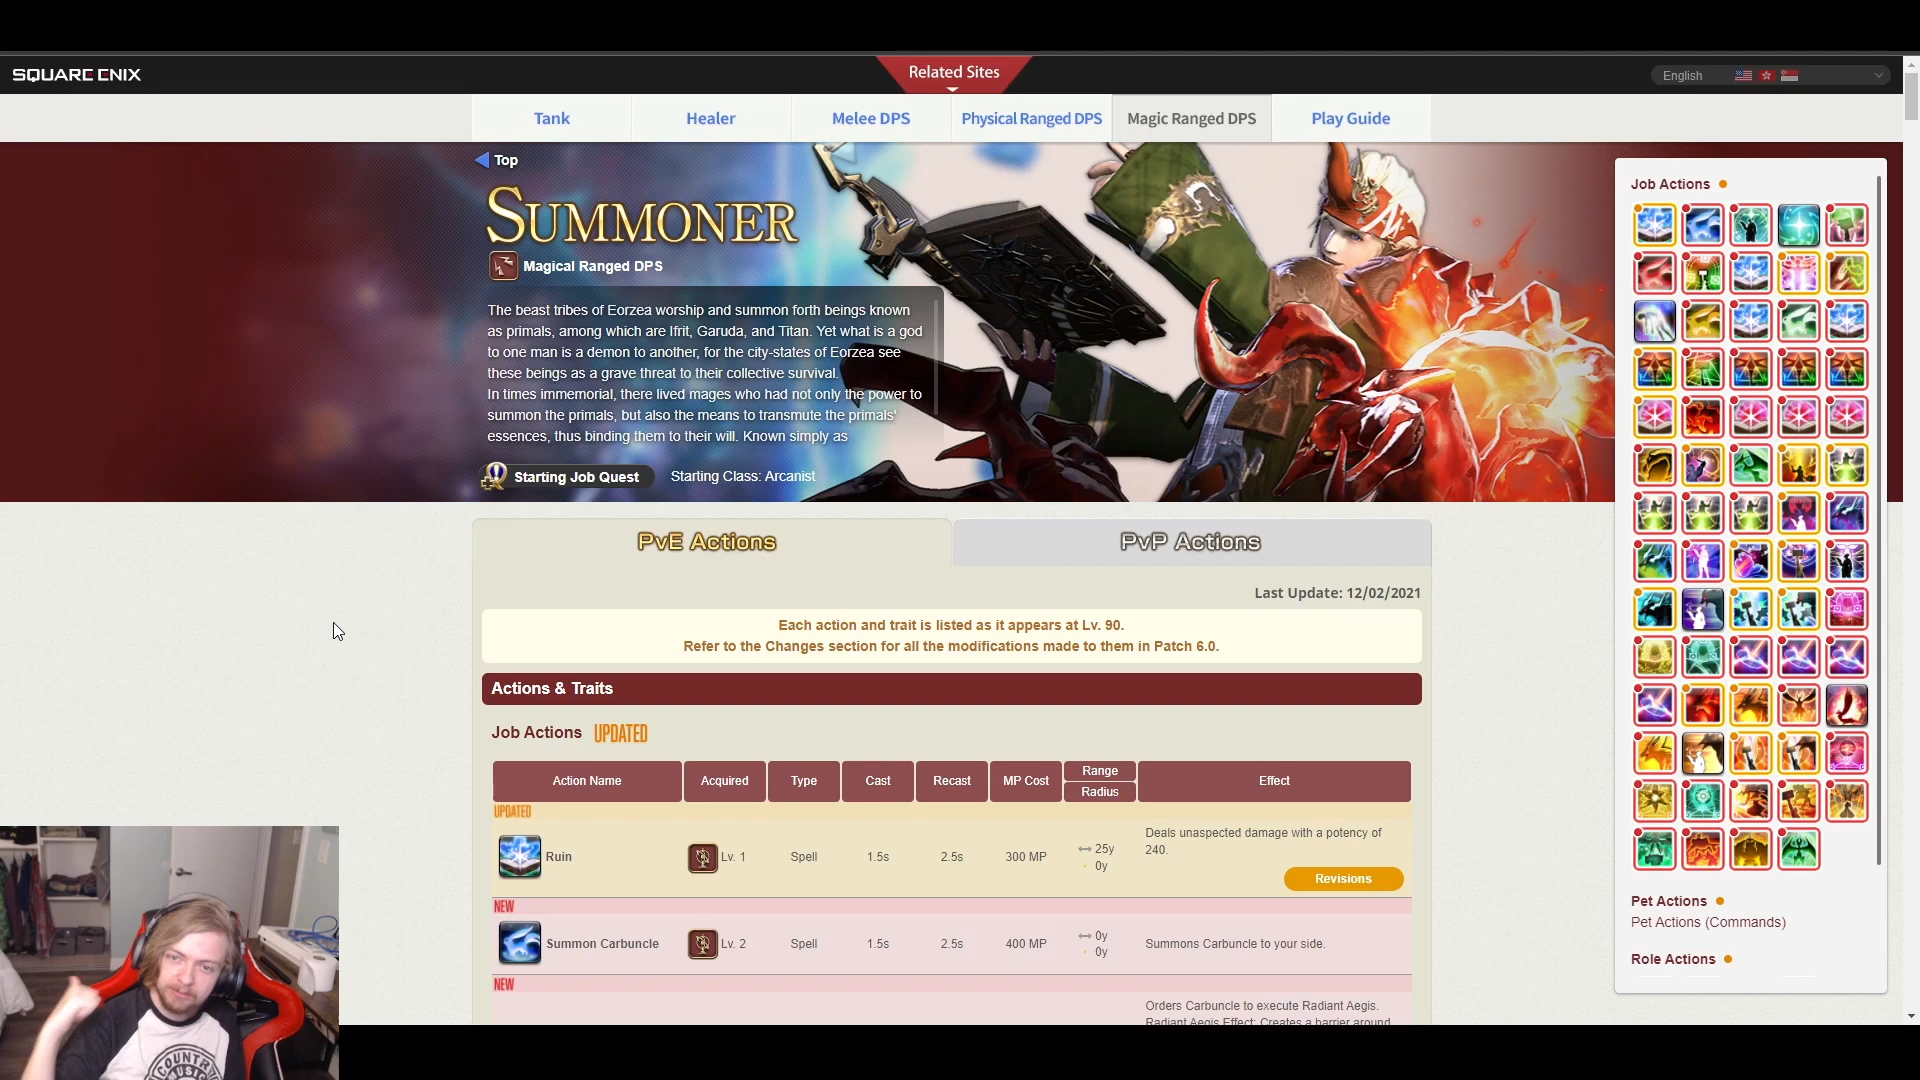 SQUARE ENIX
Related Sites
English
Tank
Healer
Melee DPS
Physical Ranged DPS
Magic Ranged DPS
Play Guide
Top
SUMMONER
Magical Ranged DPS
The beast tribes of Eorzea worship and summon forth beings known
as primals, among which are Ifrit, Garuda, and Titan. Yet what is a god
to one man is a demon to another, for the city-states of Eorzea see
these beings as a grave threat to their collective survival.
In times immemorial, there lived mages who had not only the power to
summon the primals, but also the means to transmute the primals'
essences, thus binding them to their will. Known simply as
Starting Job Quest
Starting Class: Arcanist
PvE Actions
PvP Actions
Last Update: 12/02/2021
Each action and trait is listed as it appears at Lv. 90.
Refer to the Changes section for all the modifications made to them in Patch 6.0.
Actions & Traits
Job Actions UPDATED
Action Name
Acquired
Type
Cast
Recast
MP Cost
Range
Radius
Effect
UPDATED
Ruin
Lv. 1
Spell
1.5s
2.5s
300 MP
25y
0y
Deals unaspected damage with a potency of
240.
Revisions
NEW
Summon Carbuncle
Lv. 2
Spell
1.5s
2.5s
400 MP
0y
0y
Summons Carbuncle to your side.
NEW
Orders Carbuncle to execute Radiant Aegis.
Radiant Aegis Effect: Creates a barrier around
Job Actions
Pet Actions
Pet Actions (Commands)
Role Actions
COUNTRY
MUSIC